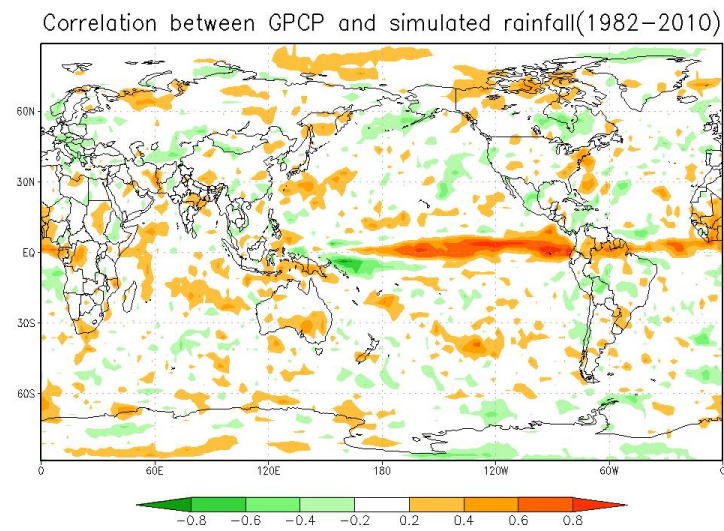 Correlation between GPCP and simulated rainfall(1982−2010)
60N
30N
EQ
30S
60S
0 60E 120E 180 120W 60W 0
−0.8 −0.6 −0.4 −0.2 0.2 0.4 0.6 0.8